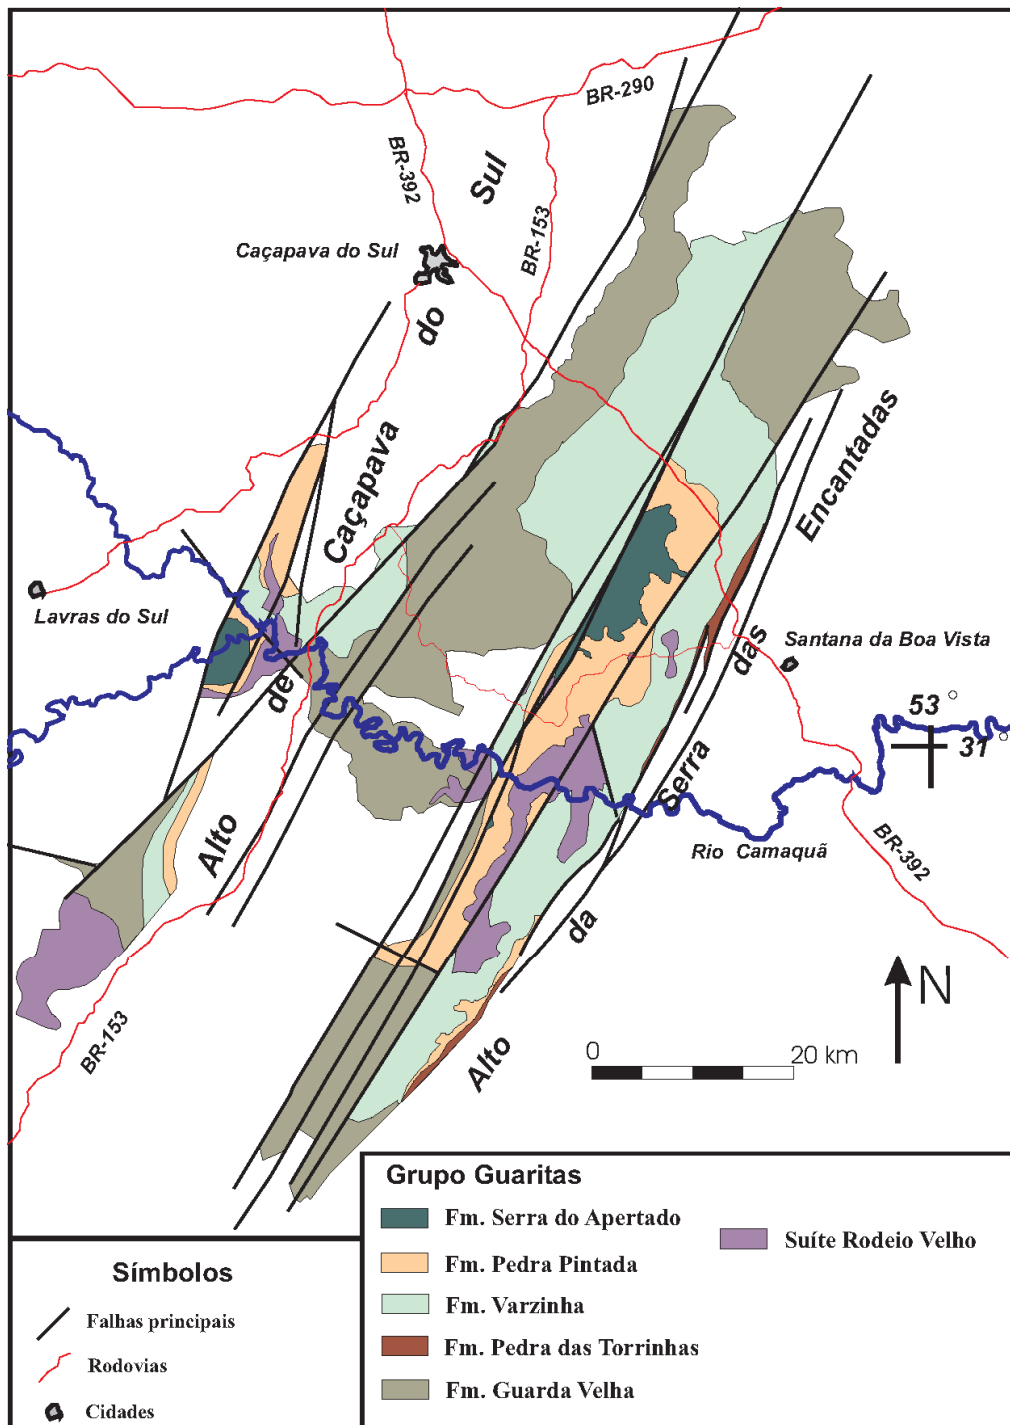 BR-290
BR-392
Sul
BR-153
Caçapava do Sul
do
Caçapava
Encantadas
Lavras do Sul
de
das
Santana da Boa Vista
53°
31°
Serra
Alto
Rio Camaquã
BR-392
da
N
BR-153
Alto
0 20 km
Grupo Guaritas
Fm. Serra do Apertado
Suíte Rodeio Velho
Fm. Pedra Pintada
Fm. Varzinha
Fm. Pedra das Torrinhas
Fm. Guarda Velha
Símbolos
Falhas principais
Rodovias
Cidades